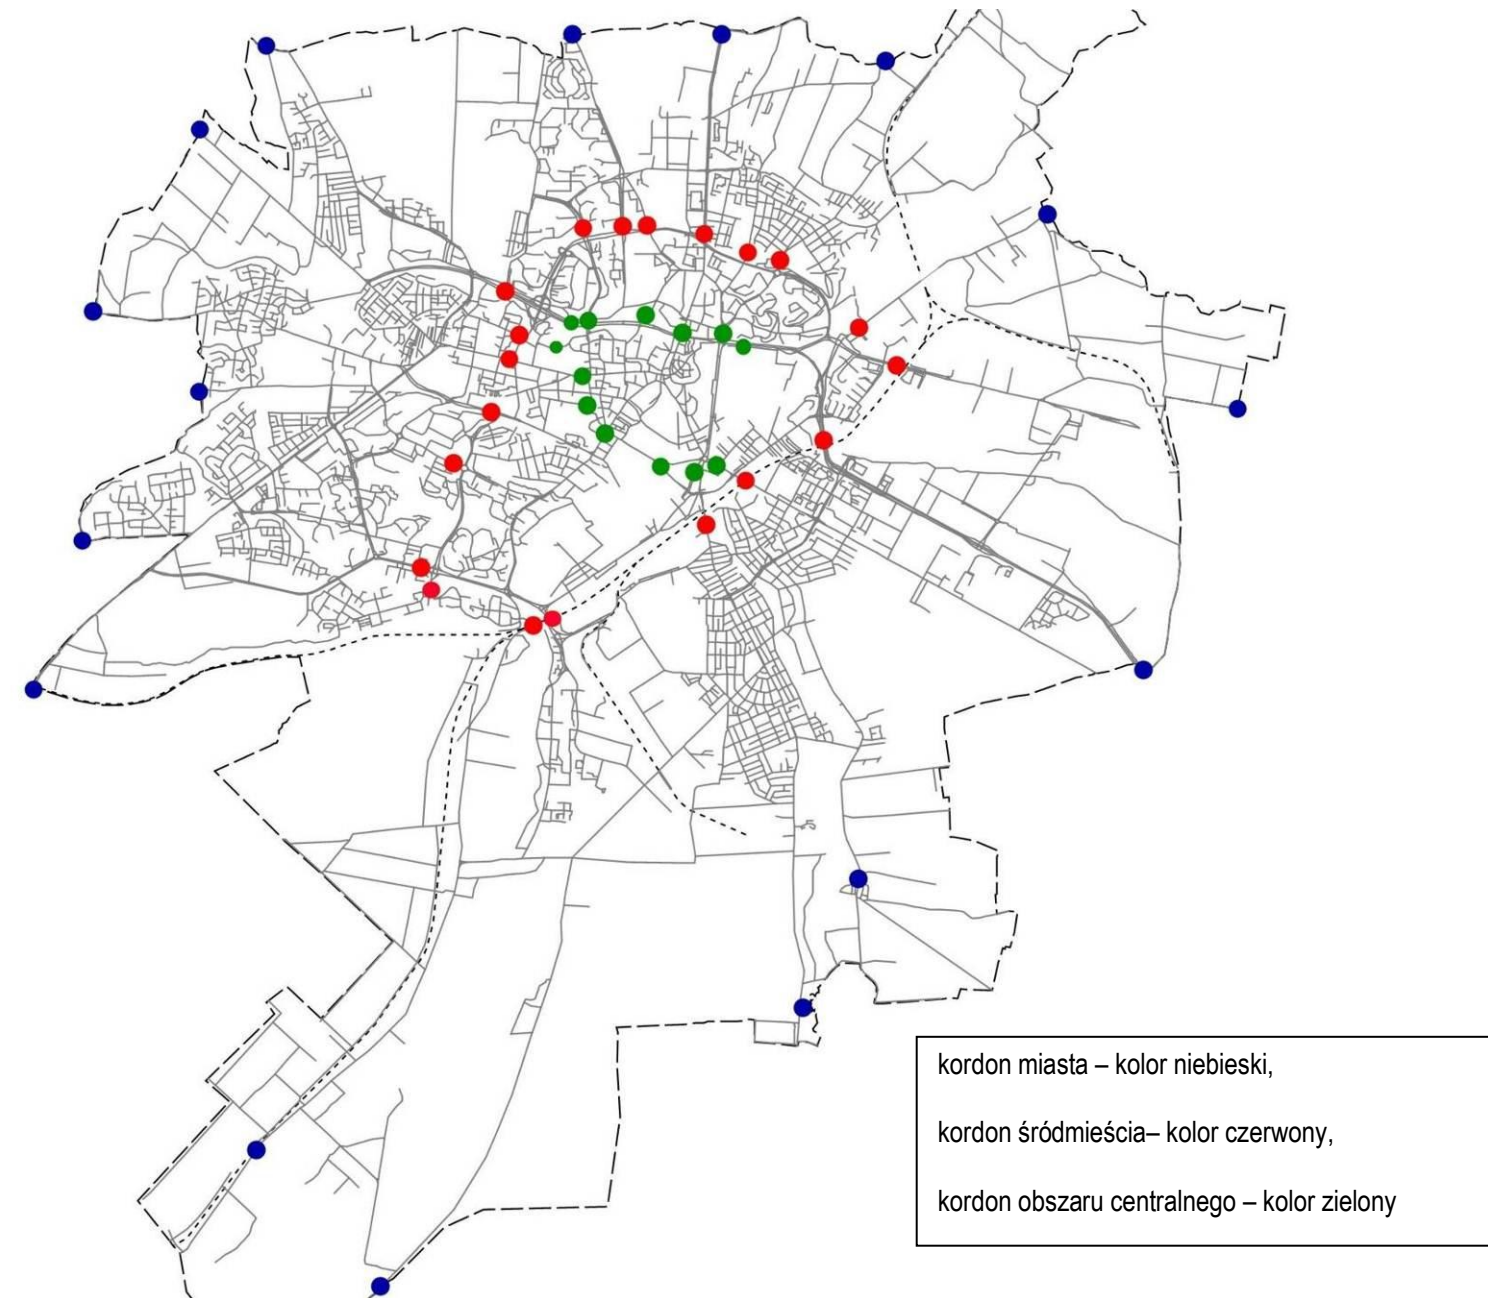 kordon miasta – kolor niebieski,
kordon śródmieścia– kolor czerwony,
kordon obszaru centralnego – kolor zielony